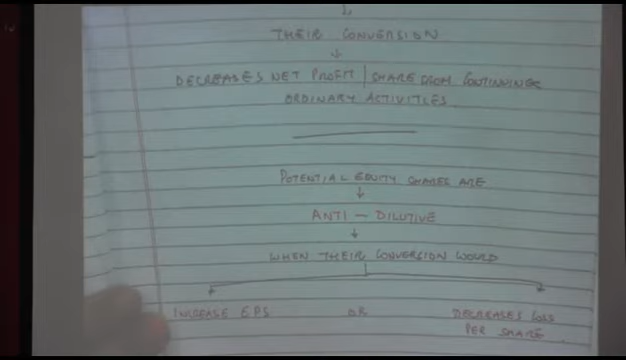 THEIR CONVERSION
↓
DECREASES NET PROFIT | SHARE FROM CONTINUING
ORDINARY ACTIVITIES
POTENTIAL EQUITY SHARES ARE
↓
ANTI - DILUTIVE
↓
WHEN THEIR CONVERSION WOULD
INCREASE EPS OR DECREASES LOSS
PER SHARE